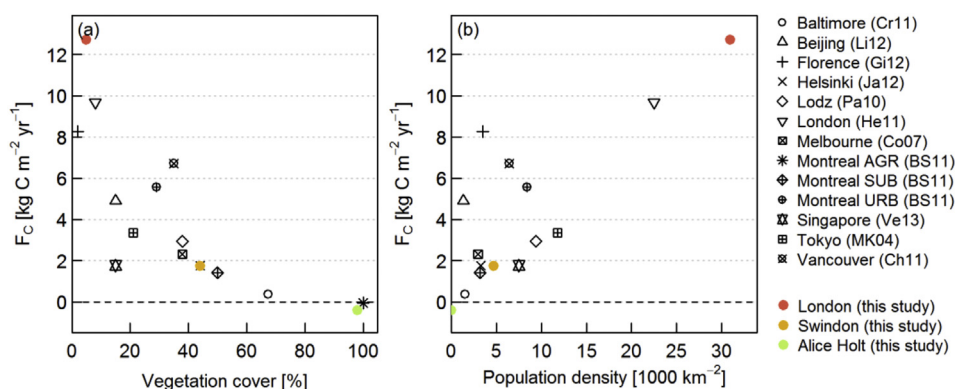 (a)
F_C [kg C m⁻² yr⁻¹]
12
10
8
6
4
2
0
0 20 40 60 80 100
Vegetation cover [%]
(b)
F_C [kg C m⁻² yr⁻¹]
12
10
8
6
4
2
0
0 5 10 15 20 25 30
Population density [1000 km⁻²]
Baltimore (Cr11)
Beijing (Li12)
Florence (Gi12)
Helsinki (Ja12)
Lodz (Pa10)
London (He11)
Melbourne (Co07)
Montreal AGR (BS11)
Montreal SUB (BS11)
Montreal URB (BS11)
Singapore (Ve13)
Tokyo (MK04)
Vancouver (Ch11)
London (this study)
Swindon (this study)
Alice Holt (this study)